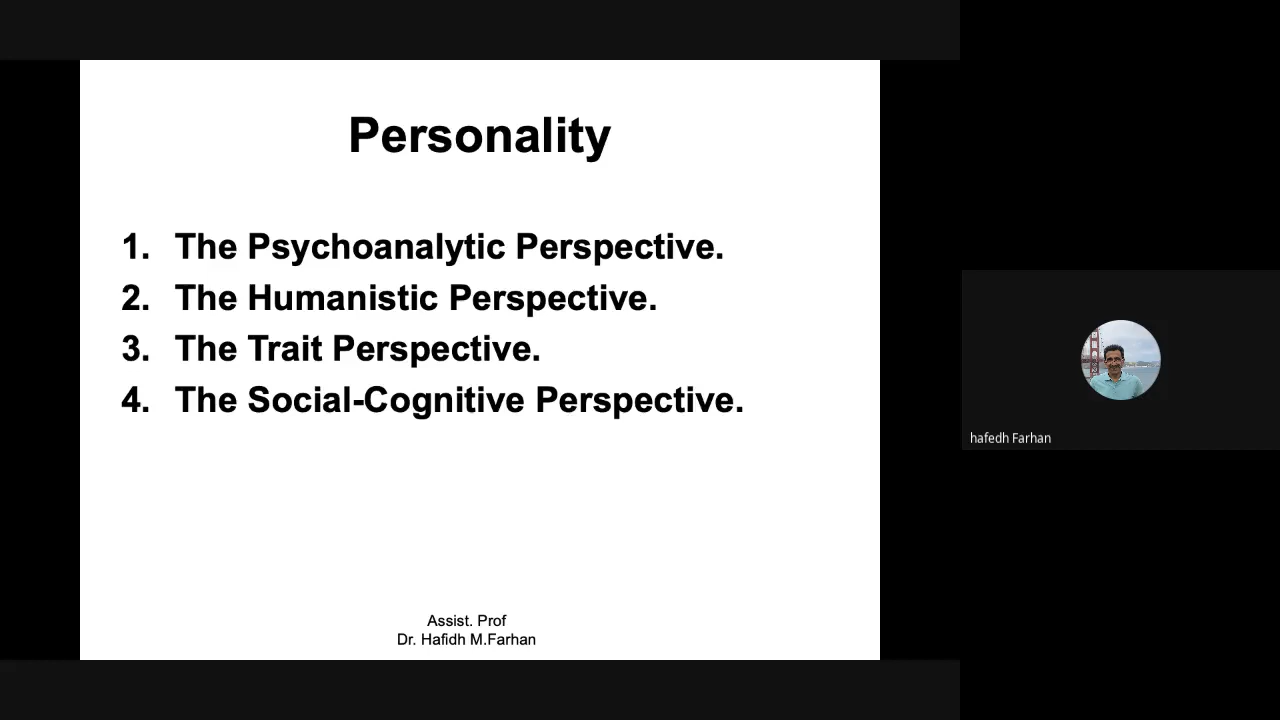 Personality
1. The Psychoanalytic Perspective.
2. The Humanistic Perspective.
3. The Trait Perspective.
4. The Social-Cognitive Perspective.
Assist. Prof
Dr. Hafidh M.Farhan
hafedh Farhan